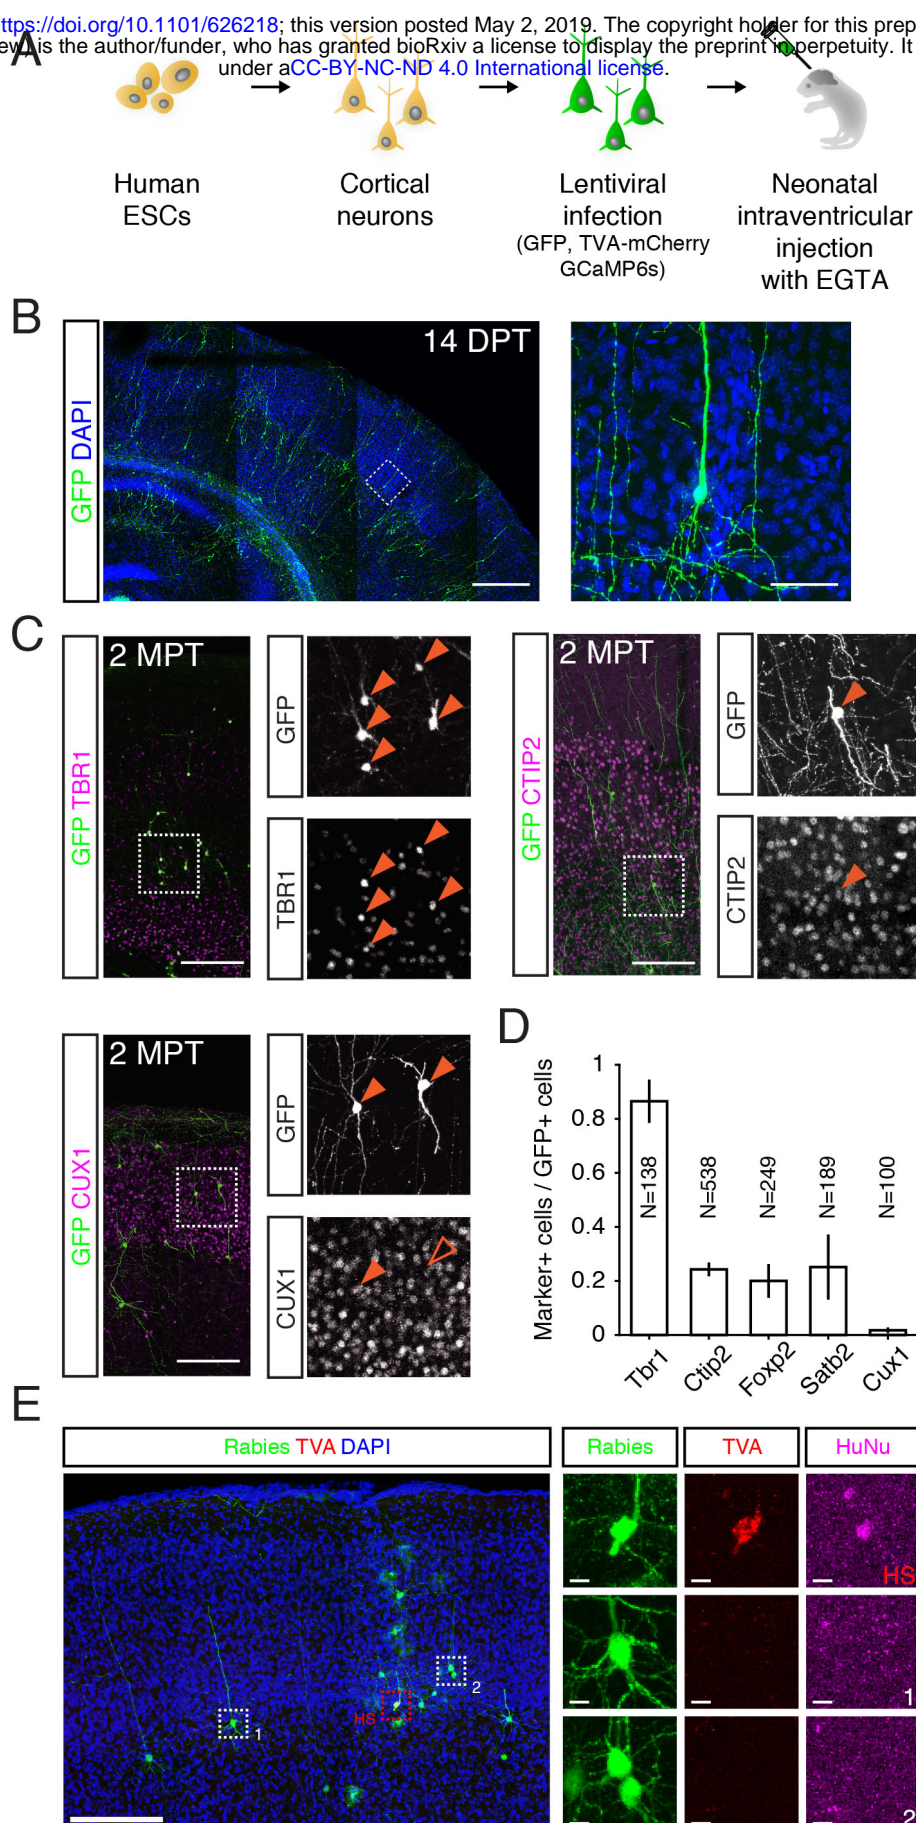 ttps://doi.org/10.1101/626218; this version posted May 2, 2019. The copyright holder for this prep
ew) is the author/funder, who has granted bioRxiv a license to display the preprint in perpetuity. It
under aCC-BY-NC-ND 4.0 International license.
A
Human
ESCs
Cortical
neurons
Lentiviral
infection
(GFP, TVA-mCherry
GCaMP6s)
Neonatal
intraventricular
injection
with EGTA
B
GFP DAPI
14 DPT
C
GFP TBR1
2 MPT
GFP
TBR1
GFP CTIP2
2 MPT
GFP
CTIP2
GFP CUX1
2 MPT
GFP
CUX1
D
Marker+ cells / GFP+ cells
1
0.8
0.6
0.4
0.2
0
N=138
N=538
N=249
N=189
N=100
Tbr1
Ctip2
Foxp2
Satb2
Cux1
E
Rabies TVA DAPI
Rabies
TVA
HuNu
HS
1
2
HS
1
2